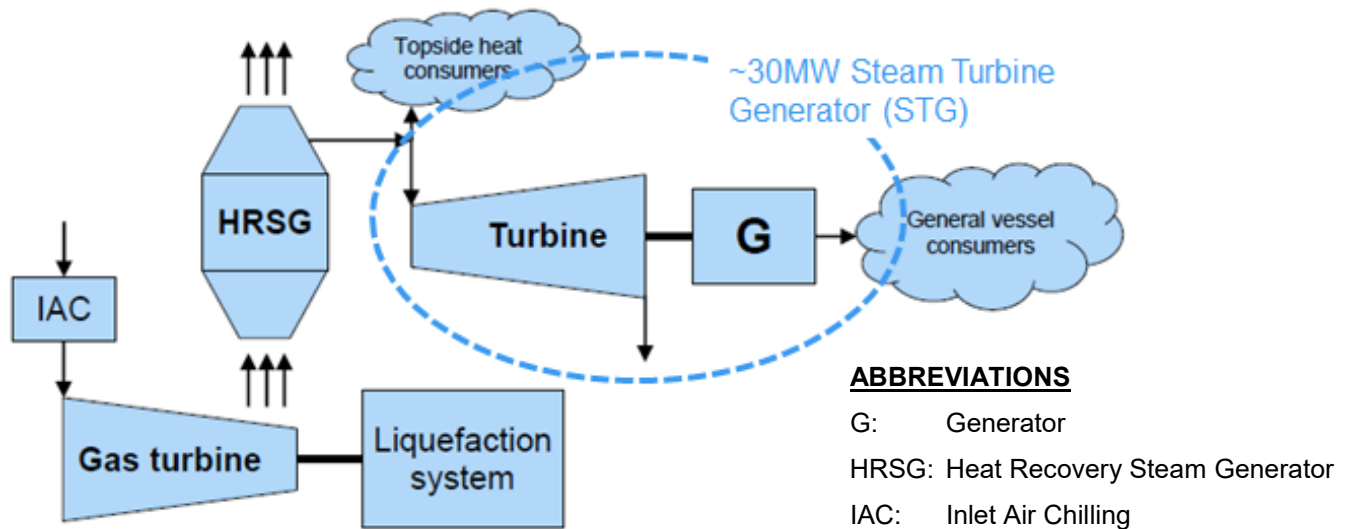 Topside heat
consumers
~30MW Steam Turbine
Generator (STG)
HRSG
Turbine
G
General vessel
consumers
IAC
Gas turbine
Liquefaction
system
ABBREVIATIONS
G: Generator
HRSG: Heat Recovery Steam Generator
IAC: Inlet Air Chilling